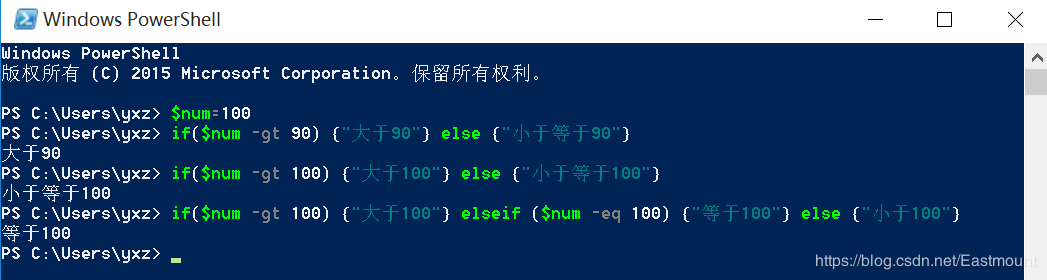 Windows PowerShell
Windows PowerShell
版权所有 (C) 2015 Microsoft Corporation。保留所有权利。
PS C:\Users\yxz> $num=100
PS C:\Users\yxz> if($num -gt 90) {"大于90"} else {"小于等于90"}
大于90
PS C:\Users\yxz> if($num -gt 100) {"大于100"} else {"小于等于100"}
小于等于100
PS C:\Users\yxz> if($num -gt 100) {"大于100"} elseif ($num -eq 100) {"等于100"} else {"小于100"}
等于100
PS C:\Users\yxz>
https://blog.csdn.net/Eastmount